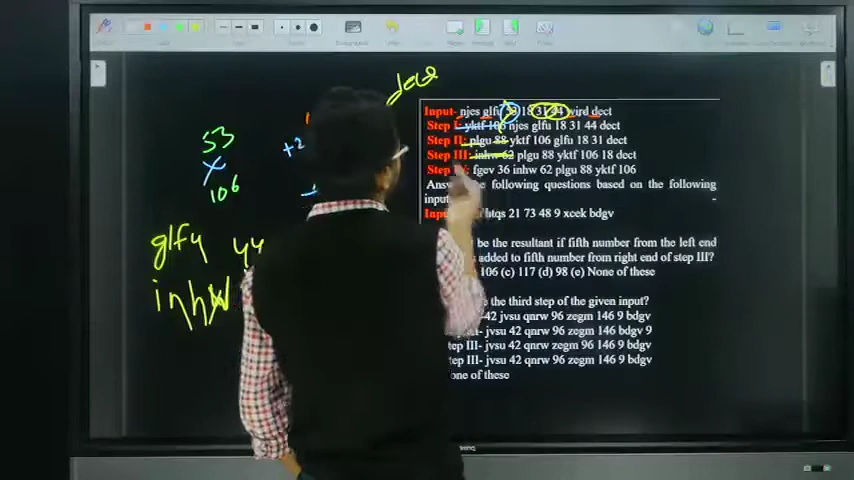 Input- njes glfu 53 18 31 44 wird dect
Step I: yktf 106 njes glfu 18 31 44 dect
Step II: plgu 88 yktf 106 glfu 18 31 dect
Step III: inhw 62 plgu 88 yktf 106 18 dect
fgev 36 inhw 62 plgu 88 yktf 106
following questions based on the following
input
htqs 21 73 48 9 xcek bdgv
be the resultant if fifth number from the left end
added to fifth number from right end of step III?
106 (c) 117 (d) 98 (e) None of these
the third step of the given input?
42 jvsu qnrw 96 zegm 146 9 bdgv
jvsu 42 qnrw 96 zegm 146 bdgv 9
tep III- jvsu 42 qnrw zegm 96 146 9 bdgv
tep III- jvsu 42 qnrw 96 zegm 146 9 bdgv
one of these
53
106
+2
glfu 44
inhw